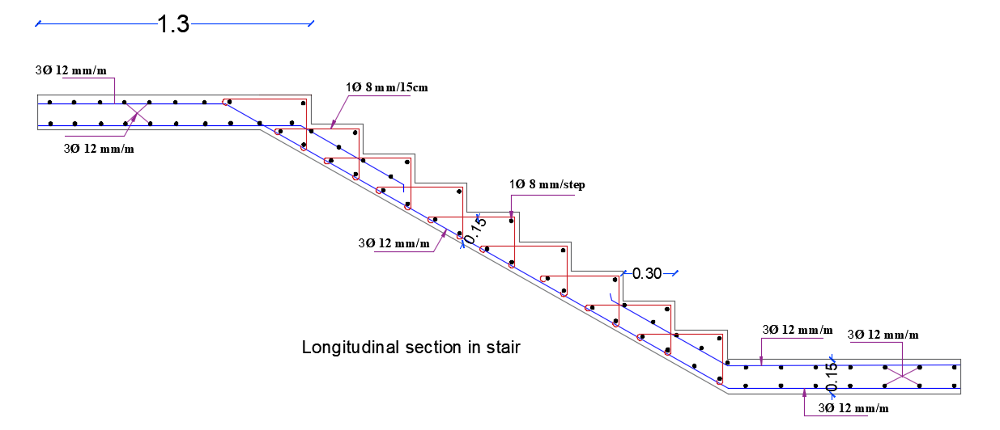 1.3
3Ø 12 mm/m
1Ø 8 mm/15cm
3Ø 12 mm/m
1Ø 8 mm/step
0.15
3Ø 12 mm/m
0.30
3Ø 12 mm/m
3Ø 12 mm/m
Longitudinal section in stair
0.15
3Ø 12 mm/m